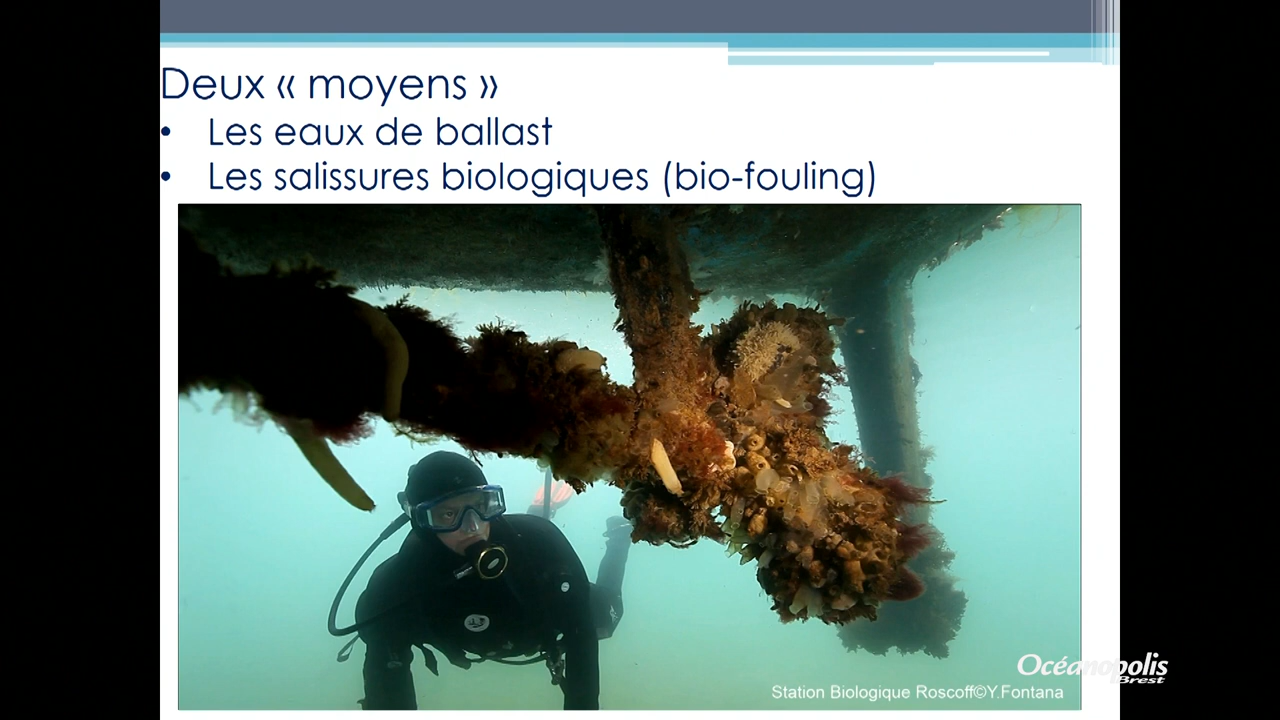 Deux « moyens »
• Les eaux de ballast
• Les salissures biologiques (bio-fouling)
Océanopolis
Brest
Station Biologique Roscoff©Y.Fontana